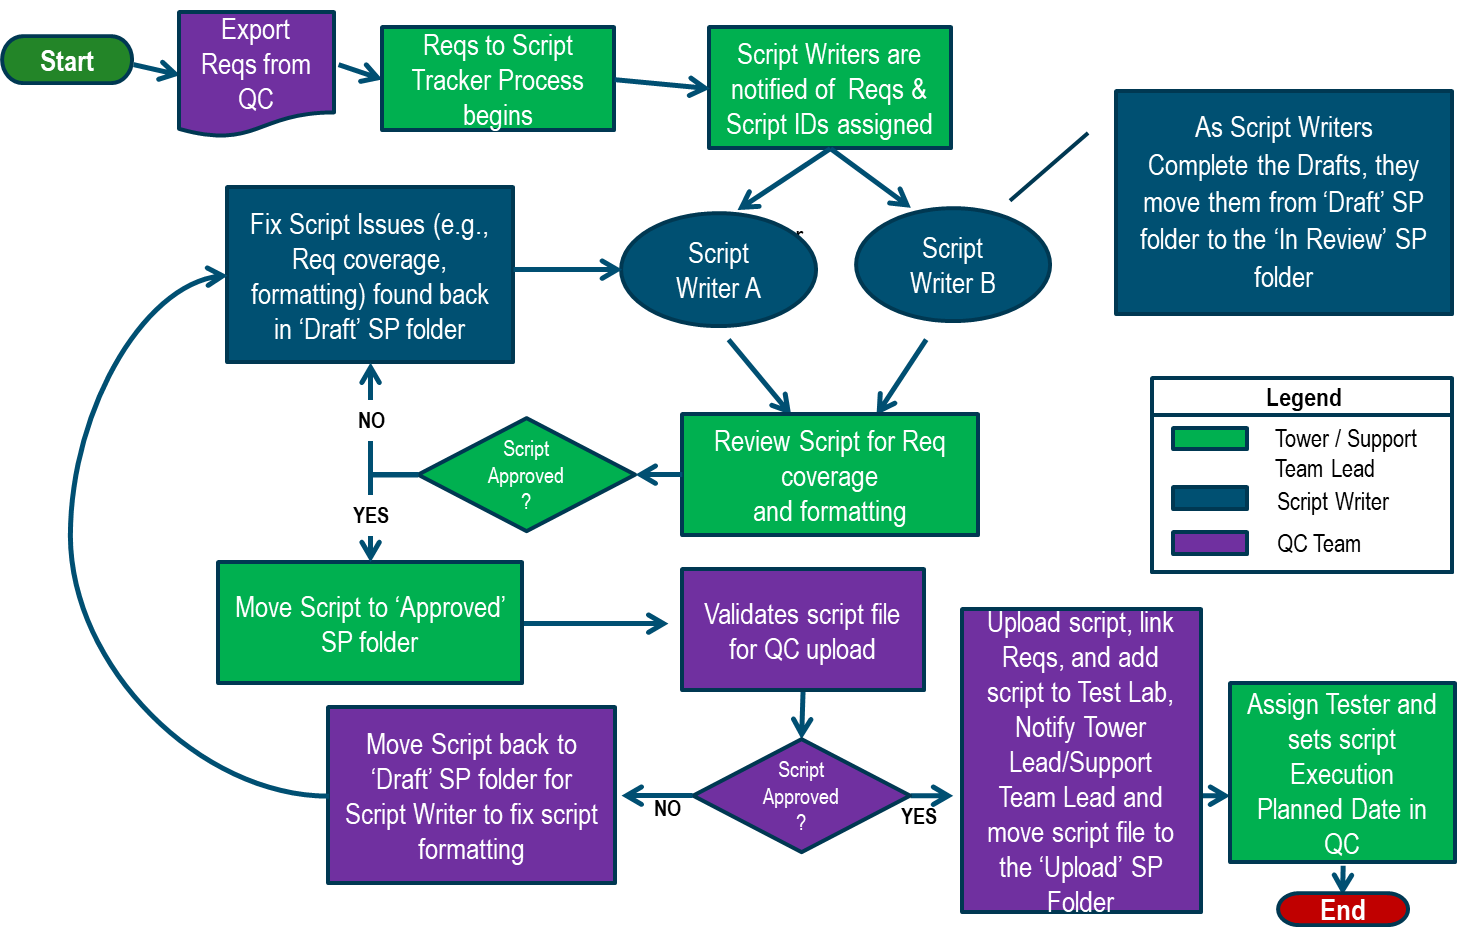 Start
Export
Reqs from
QC
Reqs to Script
Tracker Process
begins
Script Writers are
notified of Reqs &
Script IDs assigned
As Script Writers
Complete the Drafts, they
move them from ‘Draft’ SP
folder to the ‘In Review’ SP
folder
Fix Script Issues (e.g.,
Req coverage,
formatting) found back
in ‘Draft’ SP folder
Script
Writer A
r
Script
Writer B
Legend
Tower / Support
Team Lead
Script Writer
QC Team
NO
Script
Approved
?
YES
Review Script for Req
coverage
and formatting
Move Script to ‘Approved’
SP folder
Validates script file
for QC upload
Upload script, link
Reqs, and add
script to Test Lab,
Notify Tower
Lead/Support
Team Lead and
move script file to
the ‘Upload’ SP
Folder
Assign Tester and
sets script
Execution
Planned Date in
QC
Move Script back to
‘Draft’ SP folder for
Script Writer to fix script
formatting
NO
Script
Approved
?
YES
End